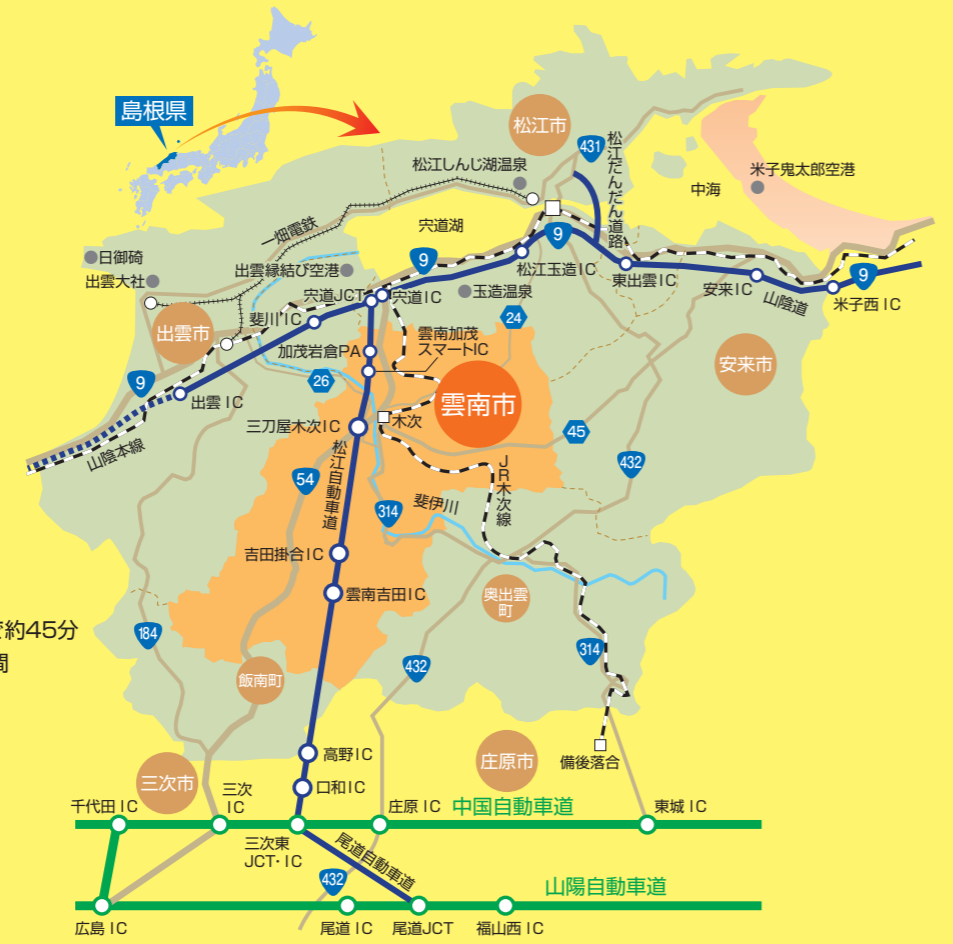 島根県
松江市
431
松江だんだん道路
松江しんじ湖温泉
米子鬼太郎空港
中海
一畑電鉄
宍道湖
9
9
日御碕
出雲大社
出雲縁結び空港
松江玉造IC
東出雲IC
安来IC
山陰道
9
米子西IC
宍道JCT
宍道IC
玉造温泉
斐川IC
24
出雲市
加茂岩倉PA
雲南加茂
スマートIC
安来市
9
26
雲南市
出雲IC
木次
三刀屋木次IC
45
山陰本線
松江自動車道
JR木次線
432
54
314
斐伊川
吉田掛合IC
雲南吉田IC
奥出雲
町
で約45分
184
間
432
314
飯南町
高野IC
庄原市
備後落合
三次市
口和IC
千代田IC
三次
IC
庄原IC
中国自動車道
東城IC
三次東
JCT・IC
尾道自動車道
432
山陽自動車道
広島IC
尾道IC
尾道JCT
福山西IC